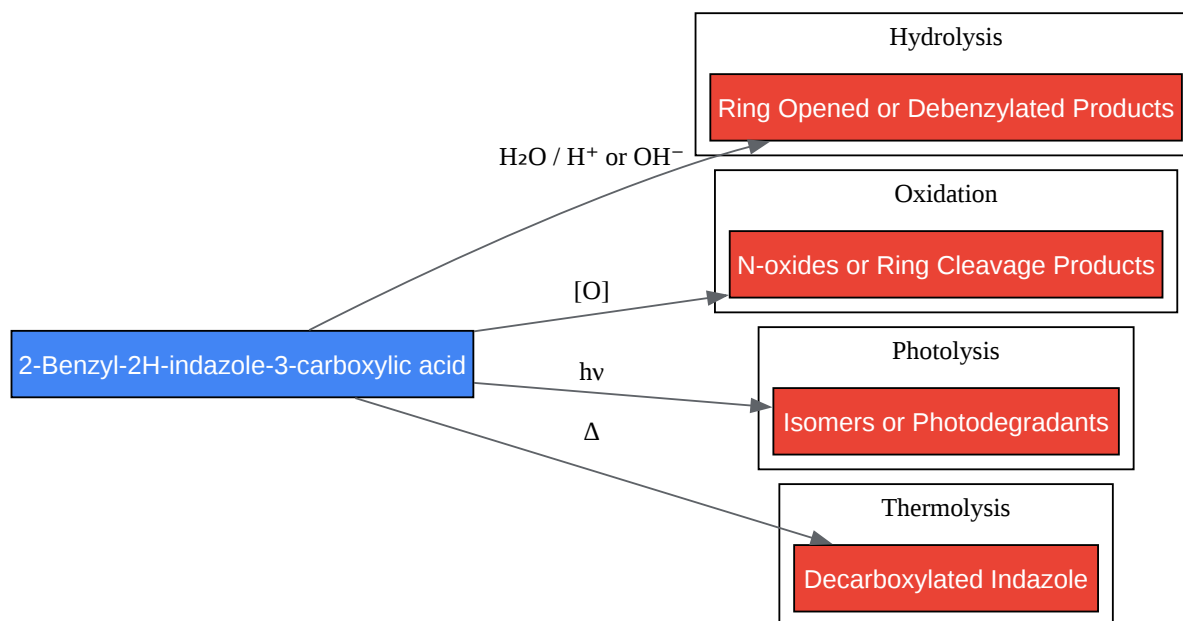 Hydrolysis
Ring Opened or Debenzylated Products
H₂O / H⁺ or OH⁻
Oxidation
N-oxides or Ring Cleavage Products
[O]
2-Benzyl-2H-indazole-3-carboxylic acid
Photolysis
hν
Isomers or Photodegradants
Δ
Thermolysis
Decarboxylated Indazole